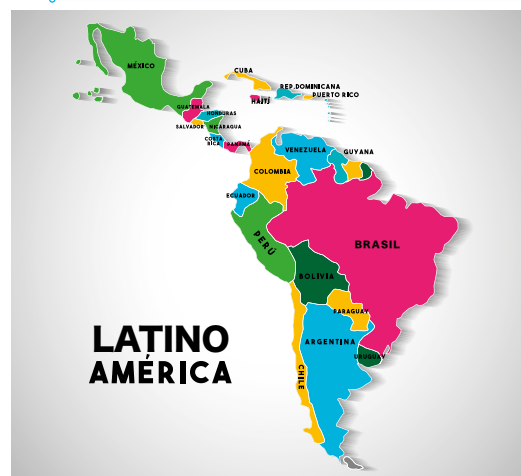 MÉXICO
CUBA
REP.DOMINICANA
PUERTO RICO
HAITÍ
GUATEMALA
HONDURAS
SALVADOR
NICARAGUA
COSTA
RICA
PANAMÁ
VENEZUELA
GUYANA
COLOMBIA
ECUADOR
PERÚ
BRASIL
BOLIVIA
PARAGUAY
ARGENTINA
URUGUAY
CHILE
LATINO
AMÉRICA